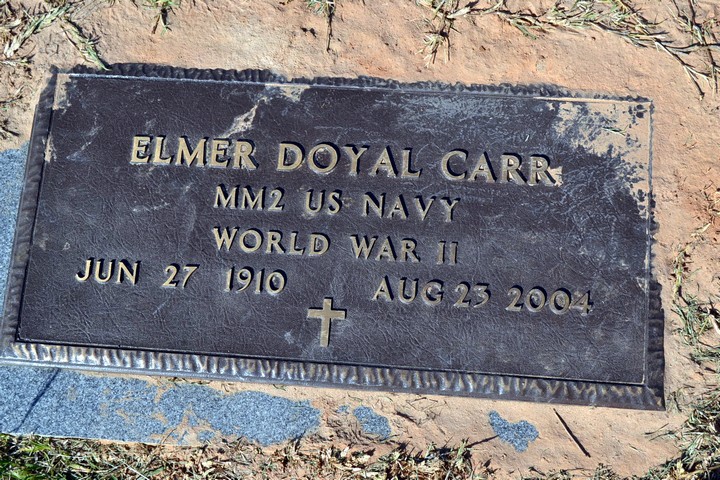 ELMER DOYAL CARR
MM2 US NAVY
WORLD WAR II
JUN 27 1910 AUG 23 2004